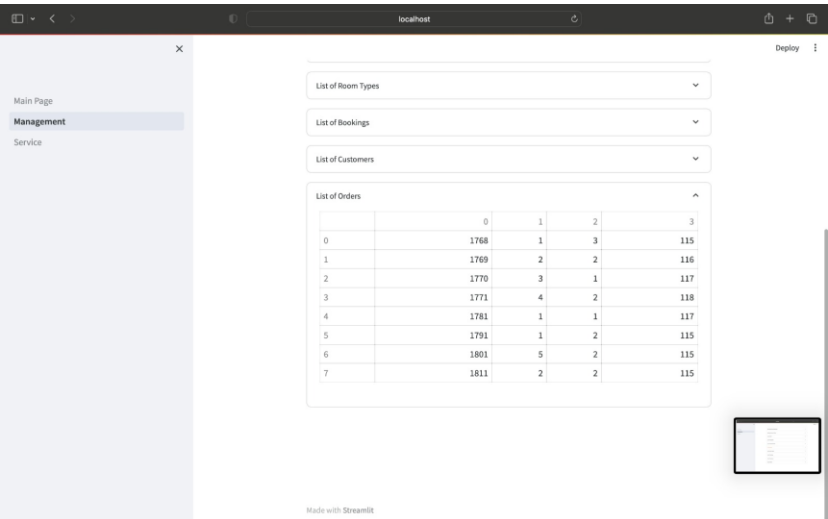 localhost
Deploy
Main Page
Management
Service
List of Room Types
List of Bookings
List of Customers
List of Orders
0 1 2 3
0 1768 1 3 115
1 1769 2 2 116
2 1770 3 1 117
3 1771 4 2 118
4 1781 1 1 117
5 1791 1 2 115
6 1801 5 2 115
7 1811 2 2 115
Made with Streamlit